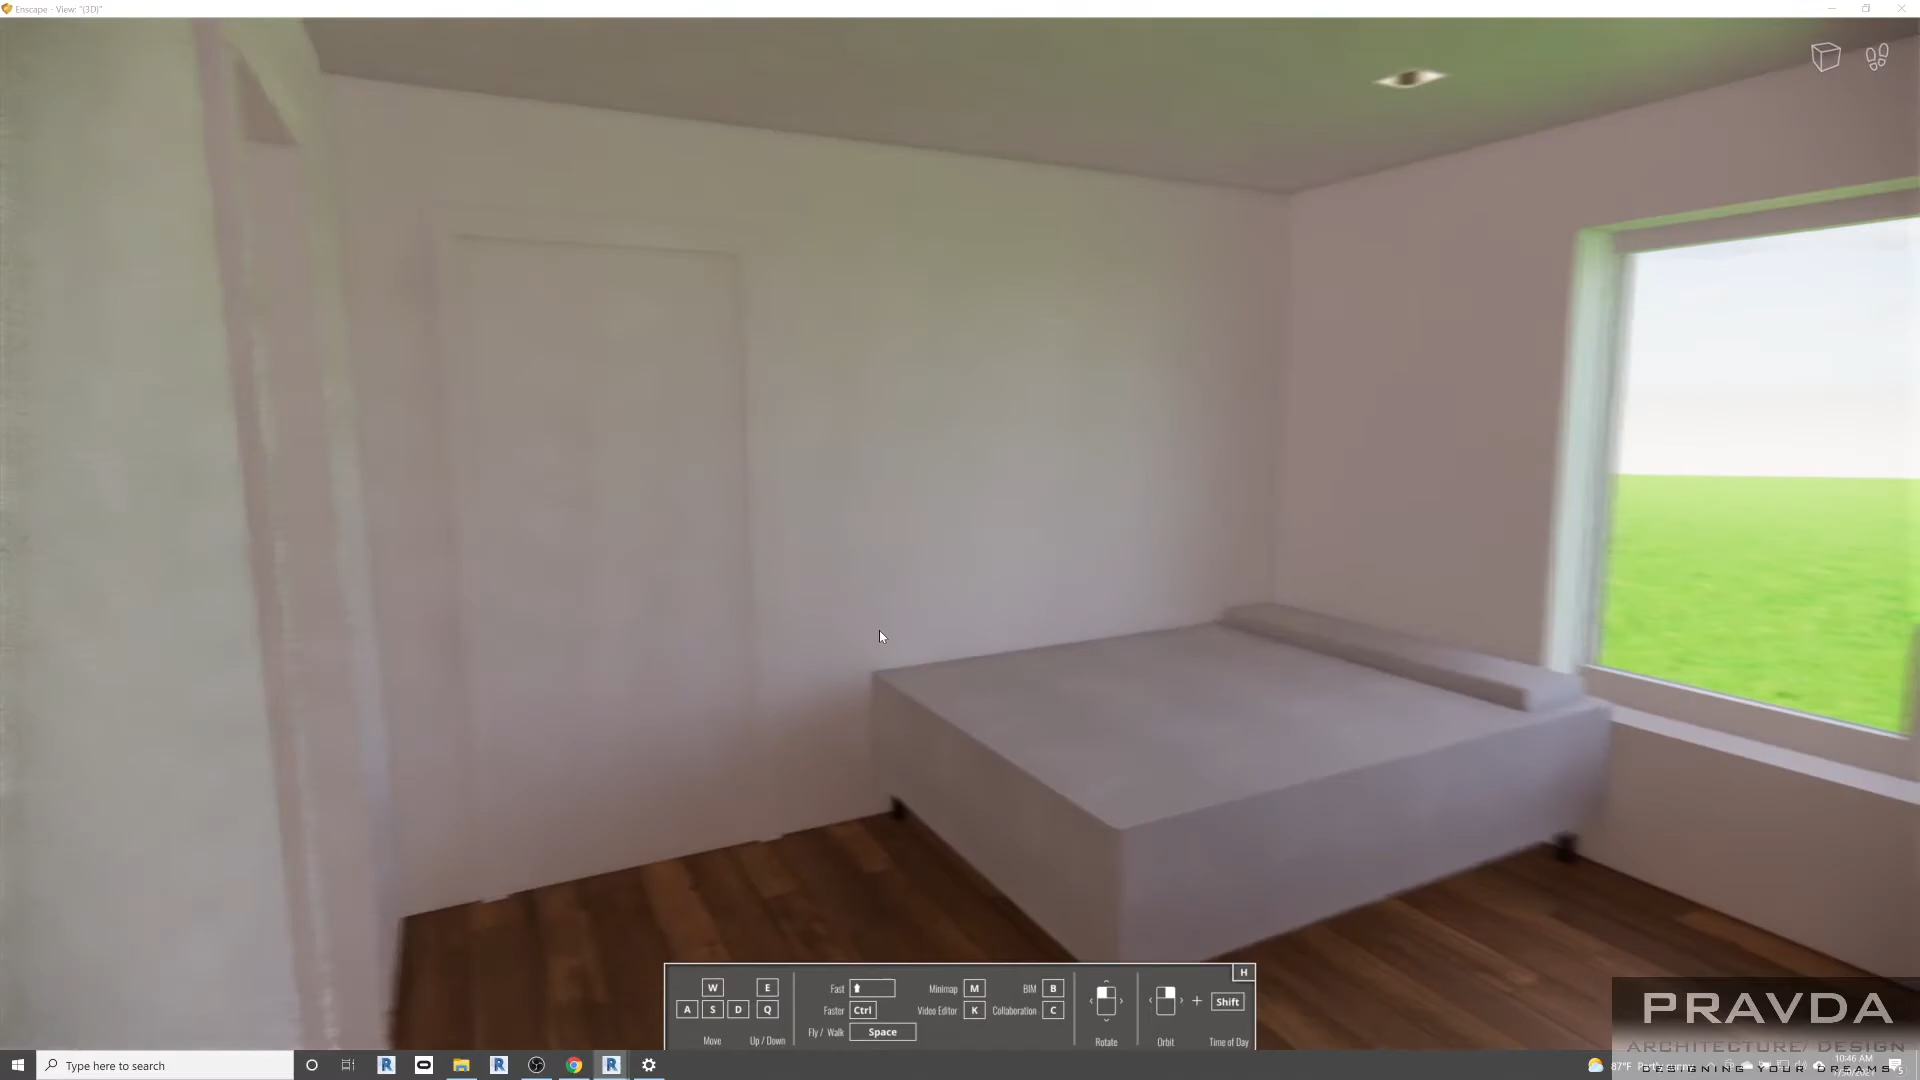 Enscape - View: "{3D}"
H
W E Fast Minimap M BIM B
A S D Q Faster Ctrl Video Editor K Collaboration C + Shift
Fly / Walk Space
Move Up / Down Rotate Orbit Time of Day
PRAVDA
ARCHITECTURE/ DESIGN
DESIGNING YOUR DREAMS
Type here to search
87°F
10:46 AM